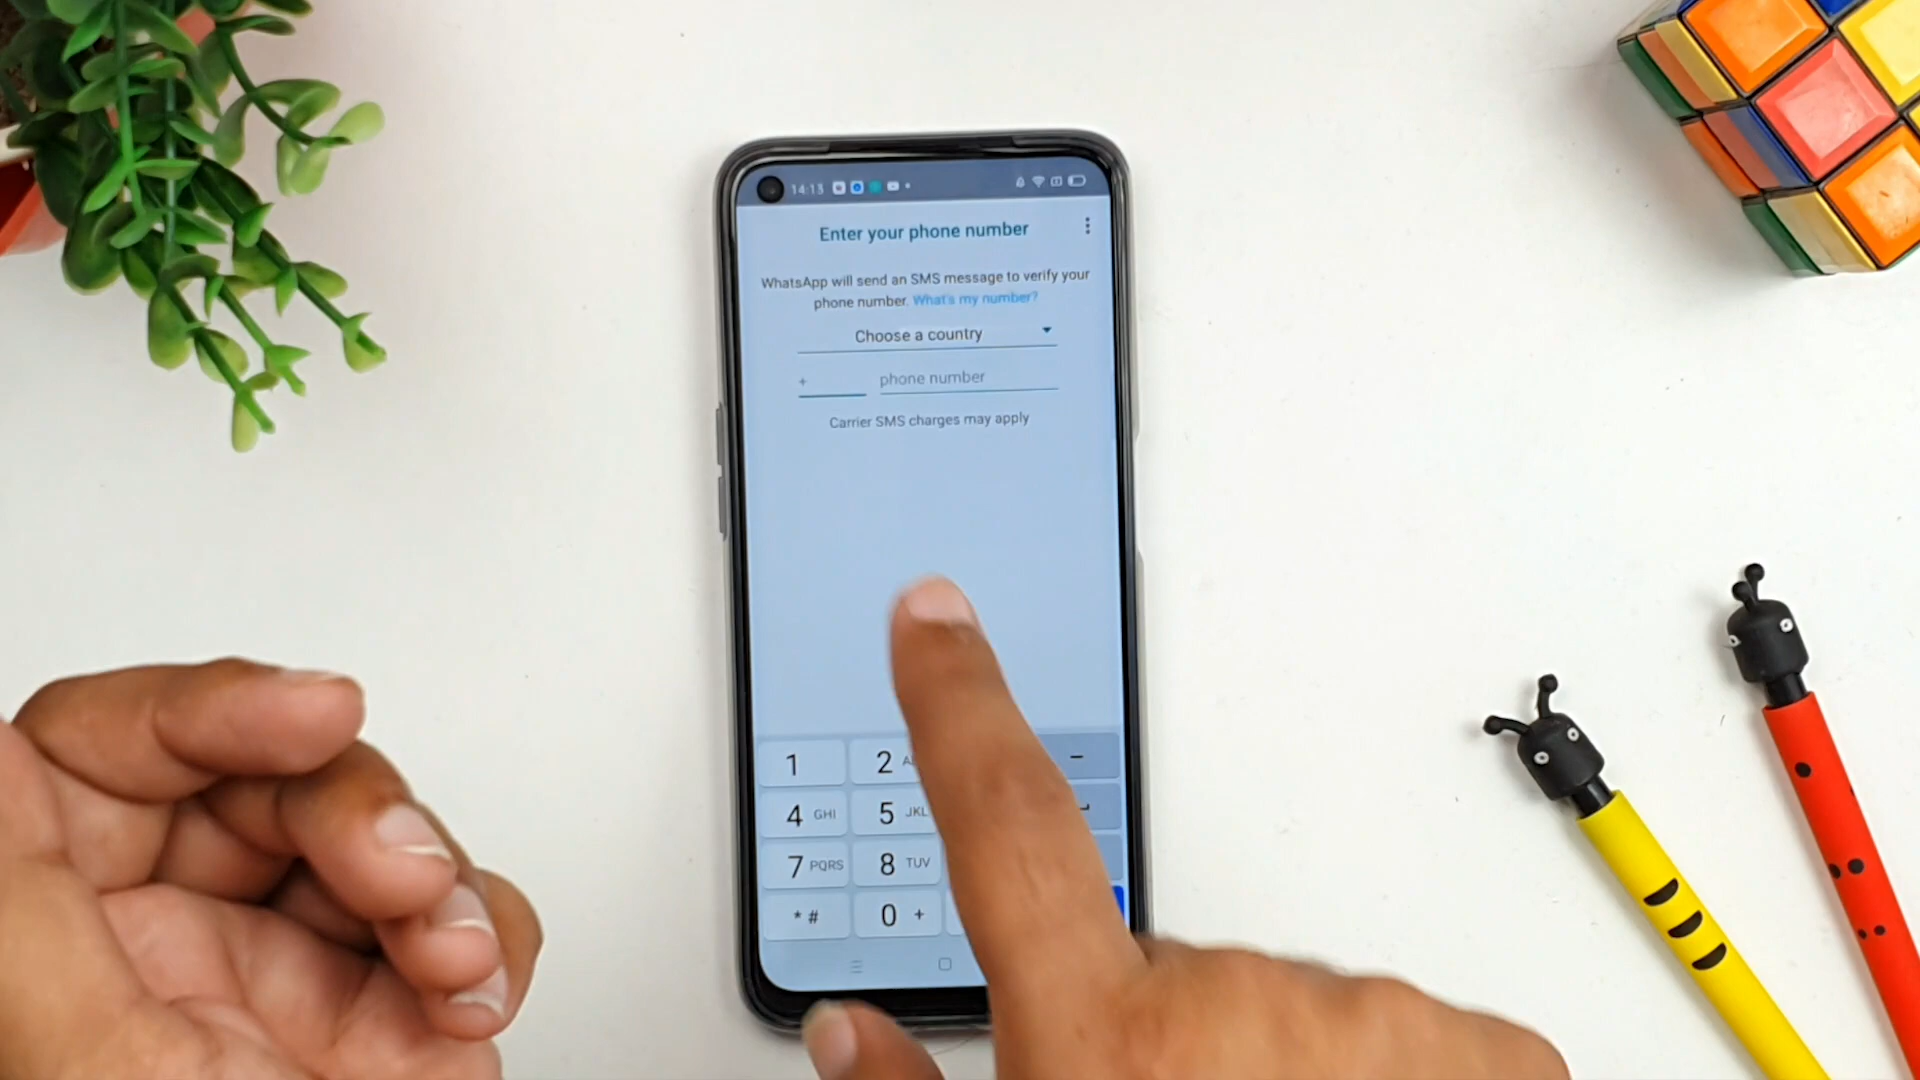 14:13
Enter your phone number
WhatsApp will send an SMS message to verify your
phone number. What's my number?
Choose a country
+ phone number
Carrier SMS charges may apply
1 2 -
4 GHI 5 JKL
7 PQRS 8 TUV
* # 0 +